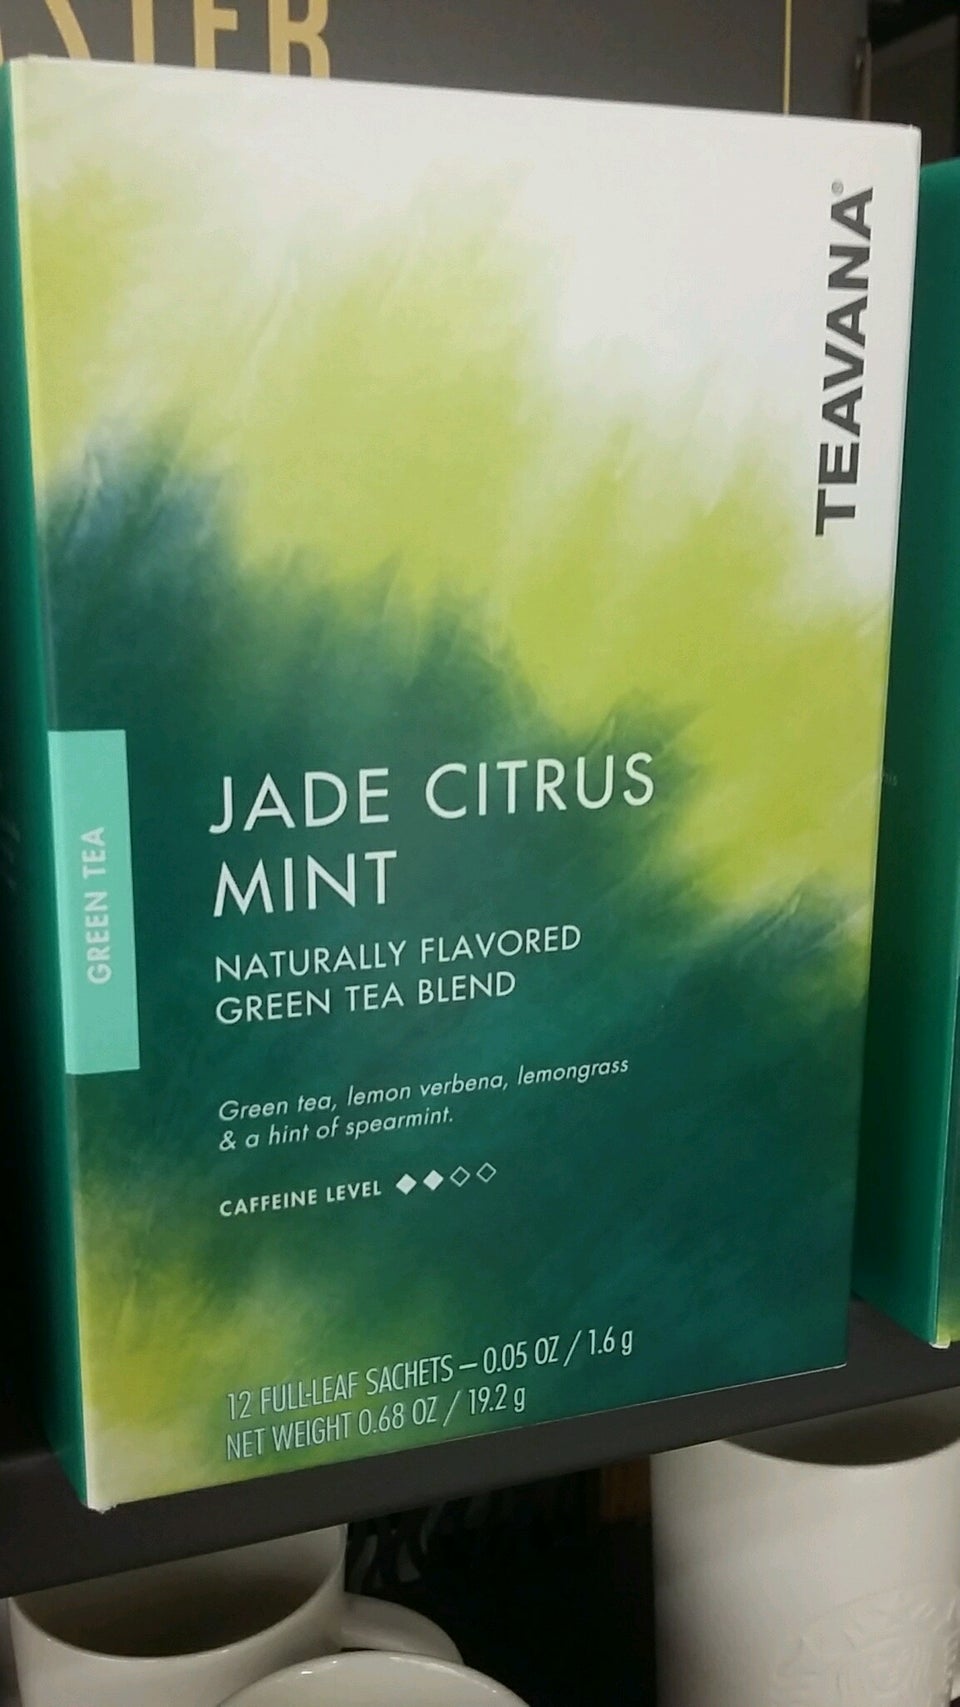 TEAVANA®
JADE CITRUS
MINT
NATURALLY FLAVORED
GREEN TEA BLEND
GREEN TEA
Green tea, lemon verbena, lemongrass
& a hint of spearmint.
CAFFEINE LEVEL
12 FULL-LEAF SACHETS – 0.05 OZ / 1.6 g
NET WEIGHT 0.68 OZ / 19.2 g